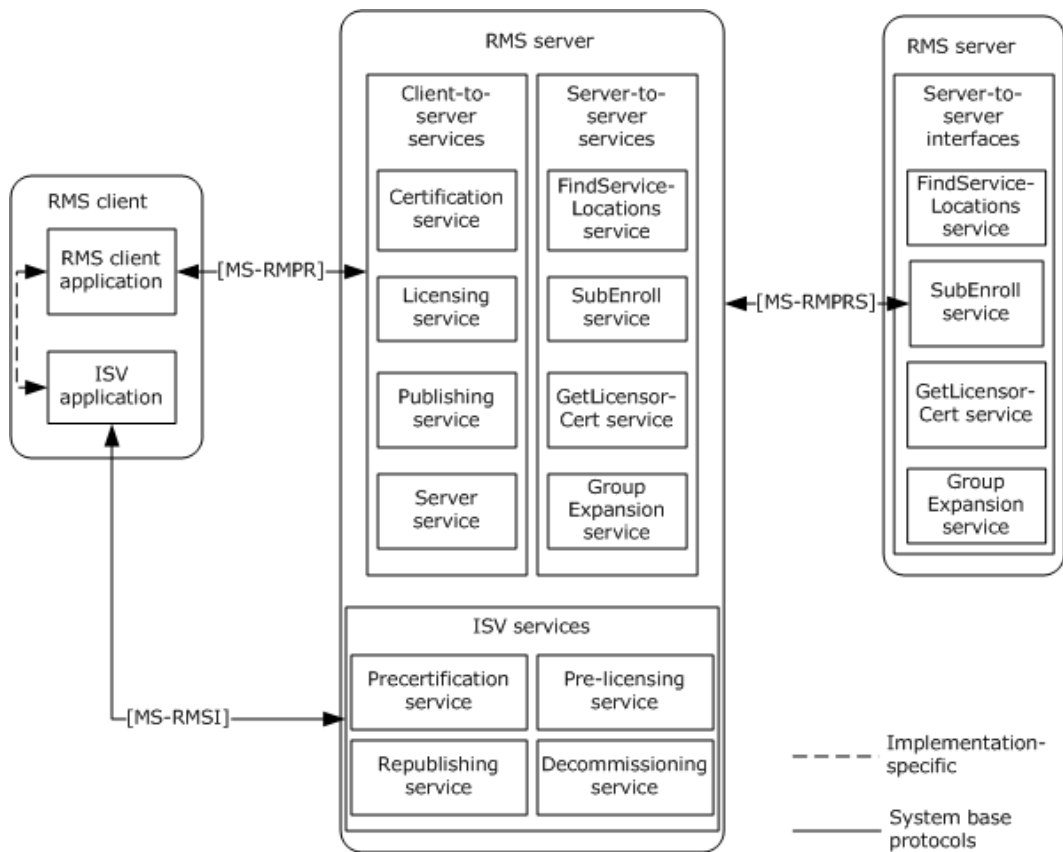 RMS client
RMS client
application
ISV
application
[MS-RMPR]
[MS-RMSI]
RMS server
Client-to-
server
services
Certification
service
Licensing
service
Publishing
service
Server
service
Server-to-
server
services
FindService-
Locations
service
SubEnroll
service
GetLicensor-
Cert service
Group
Expansion
service
ISV services
Precertification
service
Pre-licensing
service
Republishing
service
Decommissioning
service
[MS-RMPRS]
RMS server
Server-to-
server
interfaces
FindService-
Locations
service
SubEnroll
service
GetLicensor-
Cert service
Group
Expansion
service
Implementation-
specific
System base
protocols